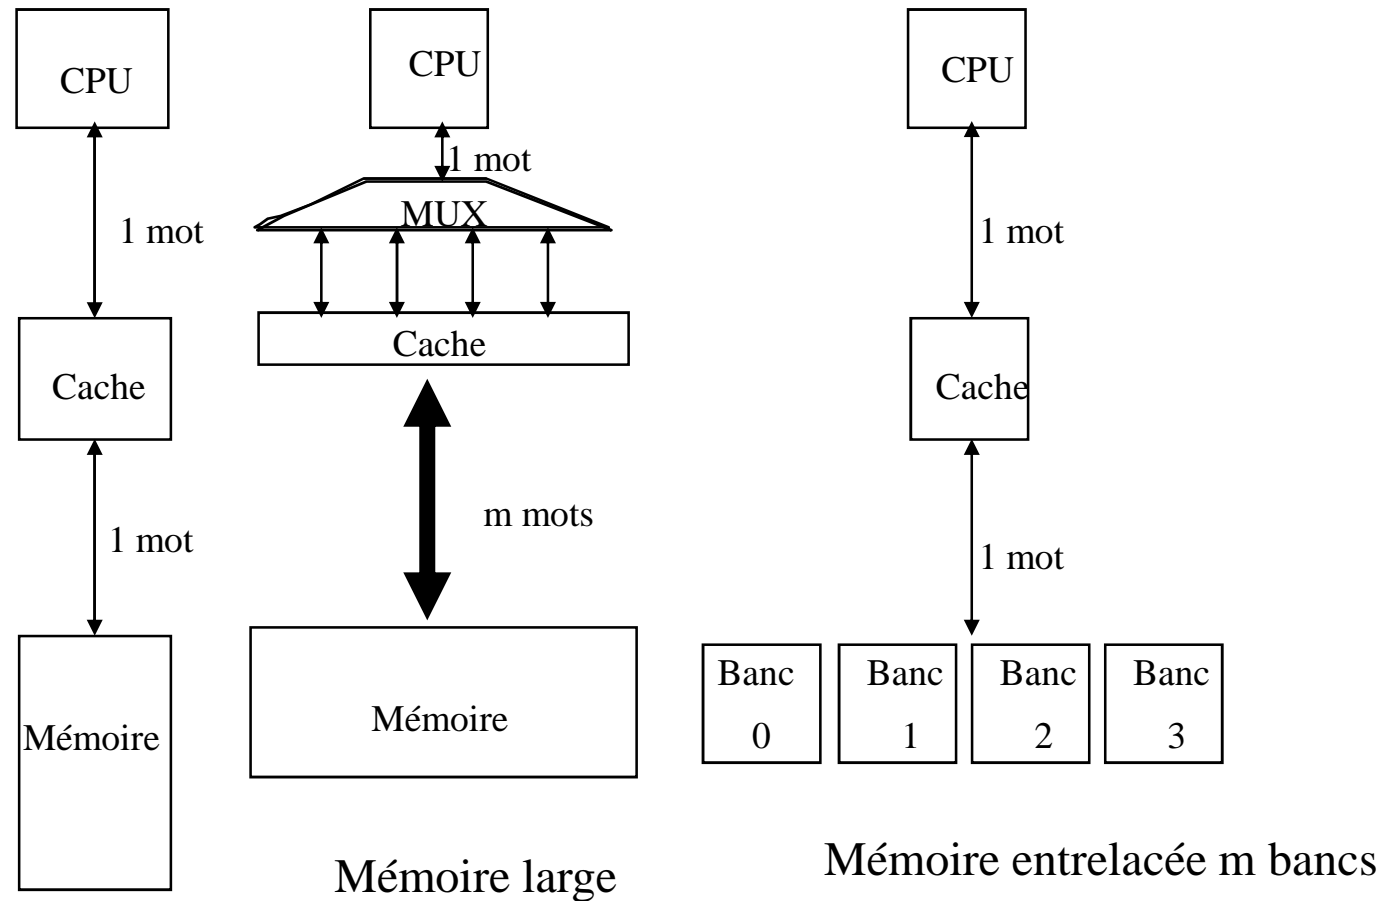 CPU
1 mot
Cache
1 mot
Mémoire
CPU
1 mot
MUX
Cache
m mots
Mémoire
Mémoire large
CPU
1 mot
Cache
1 mot
Banc
0
Banc
1
Banc
2
Banc
3
Mémoire entrelacée m bancs